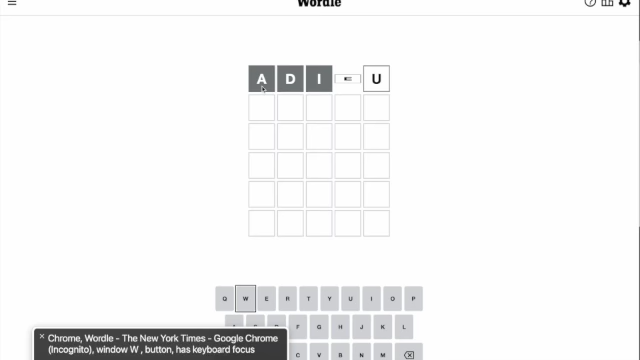 Wordle
A D I U
Q W E R T Y U I O P
F G H J K L
C V B N M
Chrome, Wordle - The New York Times - Google Chrome
(Incognito), window W , button, has keyboard focus